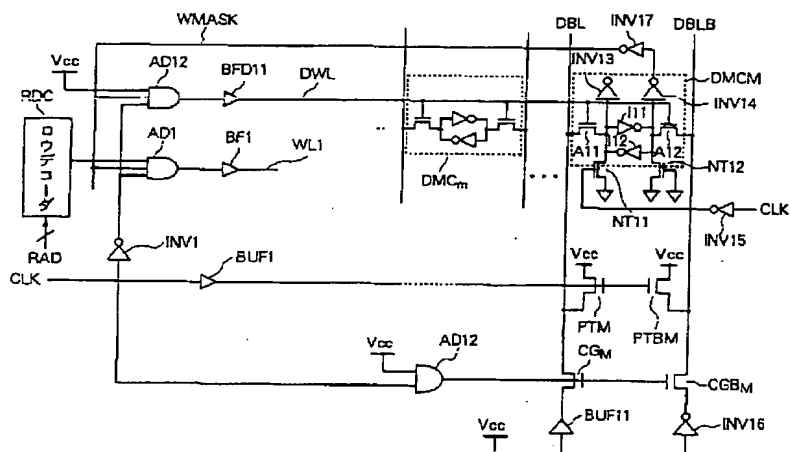 WMASK
DBL
INV17
DBLB
Vcc
AD12
BFD11
DWL
INV13
DMCM
RDC
INV14
ロウデコーダ
AD1
BF1
WL1
I11
A11
I12
A12
NT12
DMCm
NT11
RAD
INV1
INV15
CLK
CLK
BUF1
Vcc
Vcc
PTM
PTBM
Vcc
AD12
CGM
CGBM
Vcc
BUF11
INV16